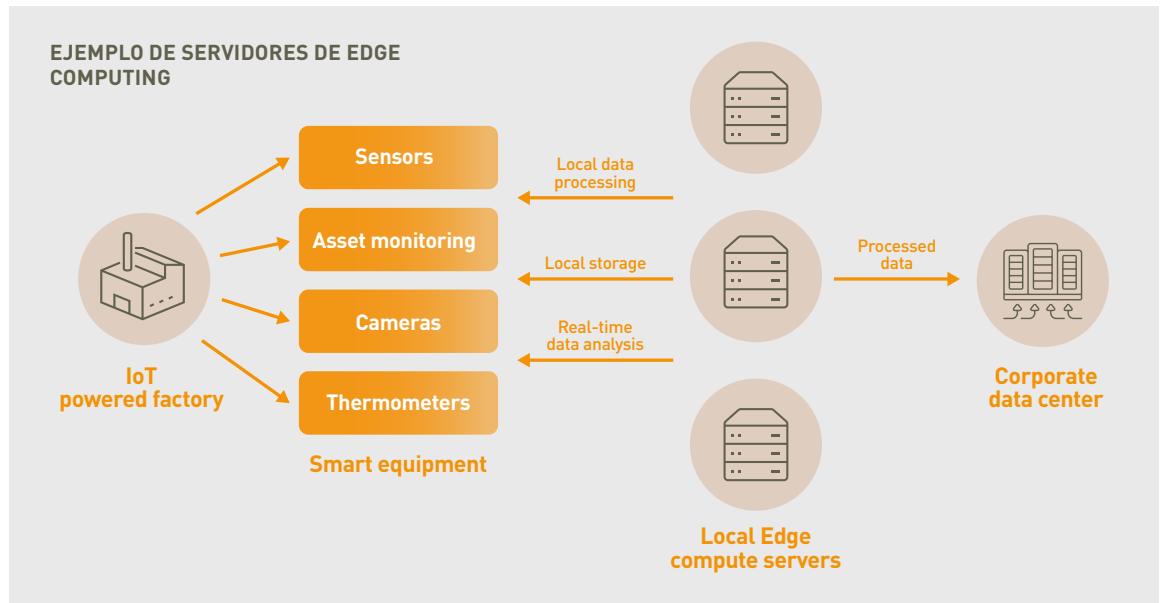 EJEMPLO DE SERVIDORES DE EDGE
COMPUTING
Sensors
Asset monitoring
Cameras
Thermometers
Smart equipment
IoT
powered factory
Local data
processing
Local storage
Real-time
data analysis
Local Edge
compute servers
Processed
data
Corporate
data center